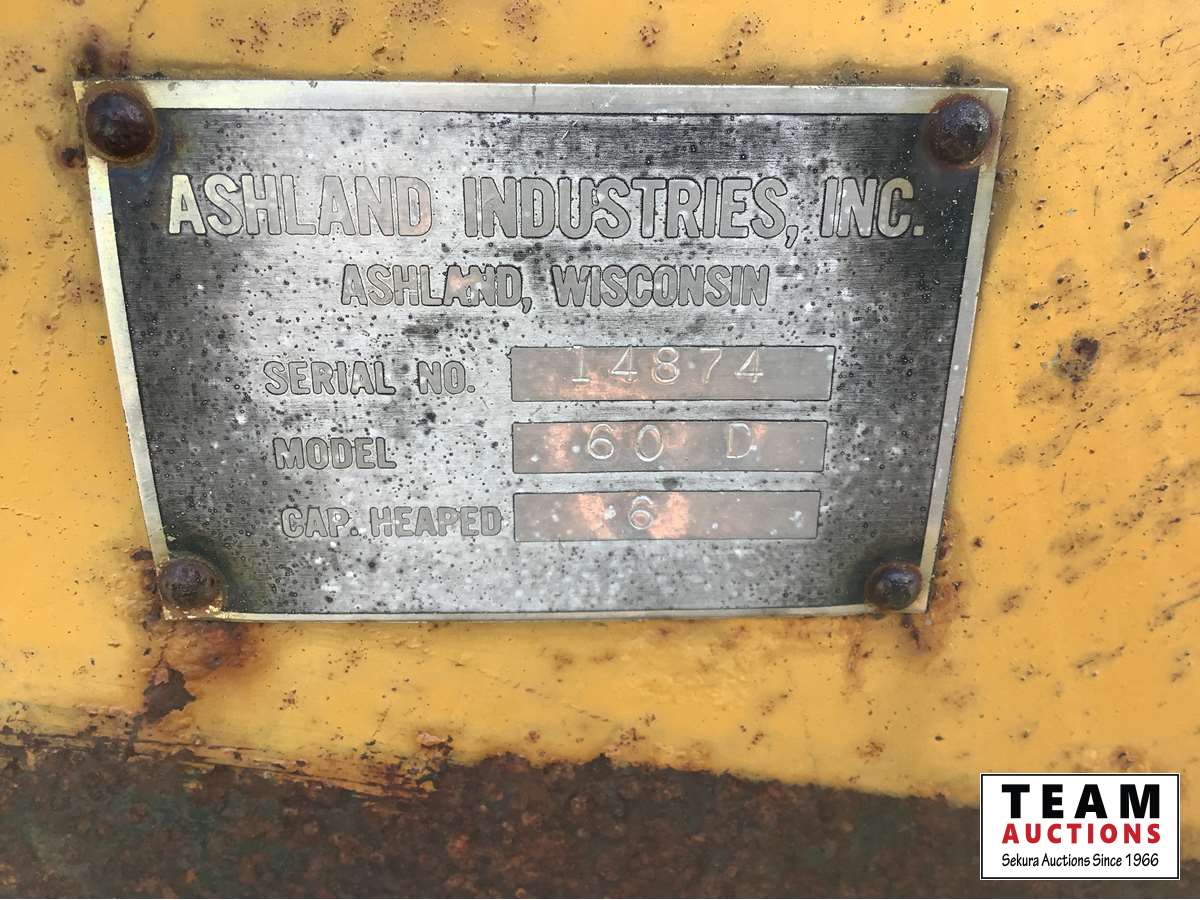 ASHLAND INDUSTRIES, INC.
ASHLAND, WISCONSIN
SERIAL NO. 14874
MODEL 60 D
CAP. HEAPED 6
TEAM
AUCTIONS
Sekura Auctions Since 1966